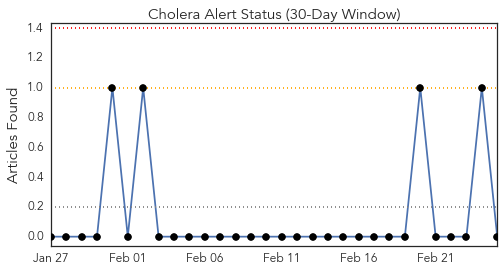 Cholera Alert Status (30-Day Window)
1.4
1.2
1.0
0.8
0.6
0.4
0.2
0.0
Articles Found
Jan 27 Feb 01 Feb 06 Feb 11 Feb 16 Feb 21